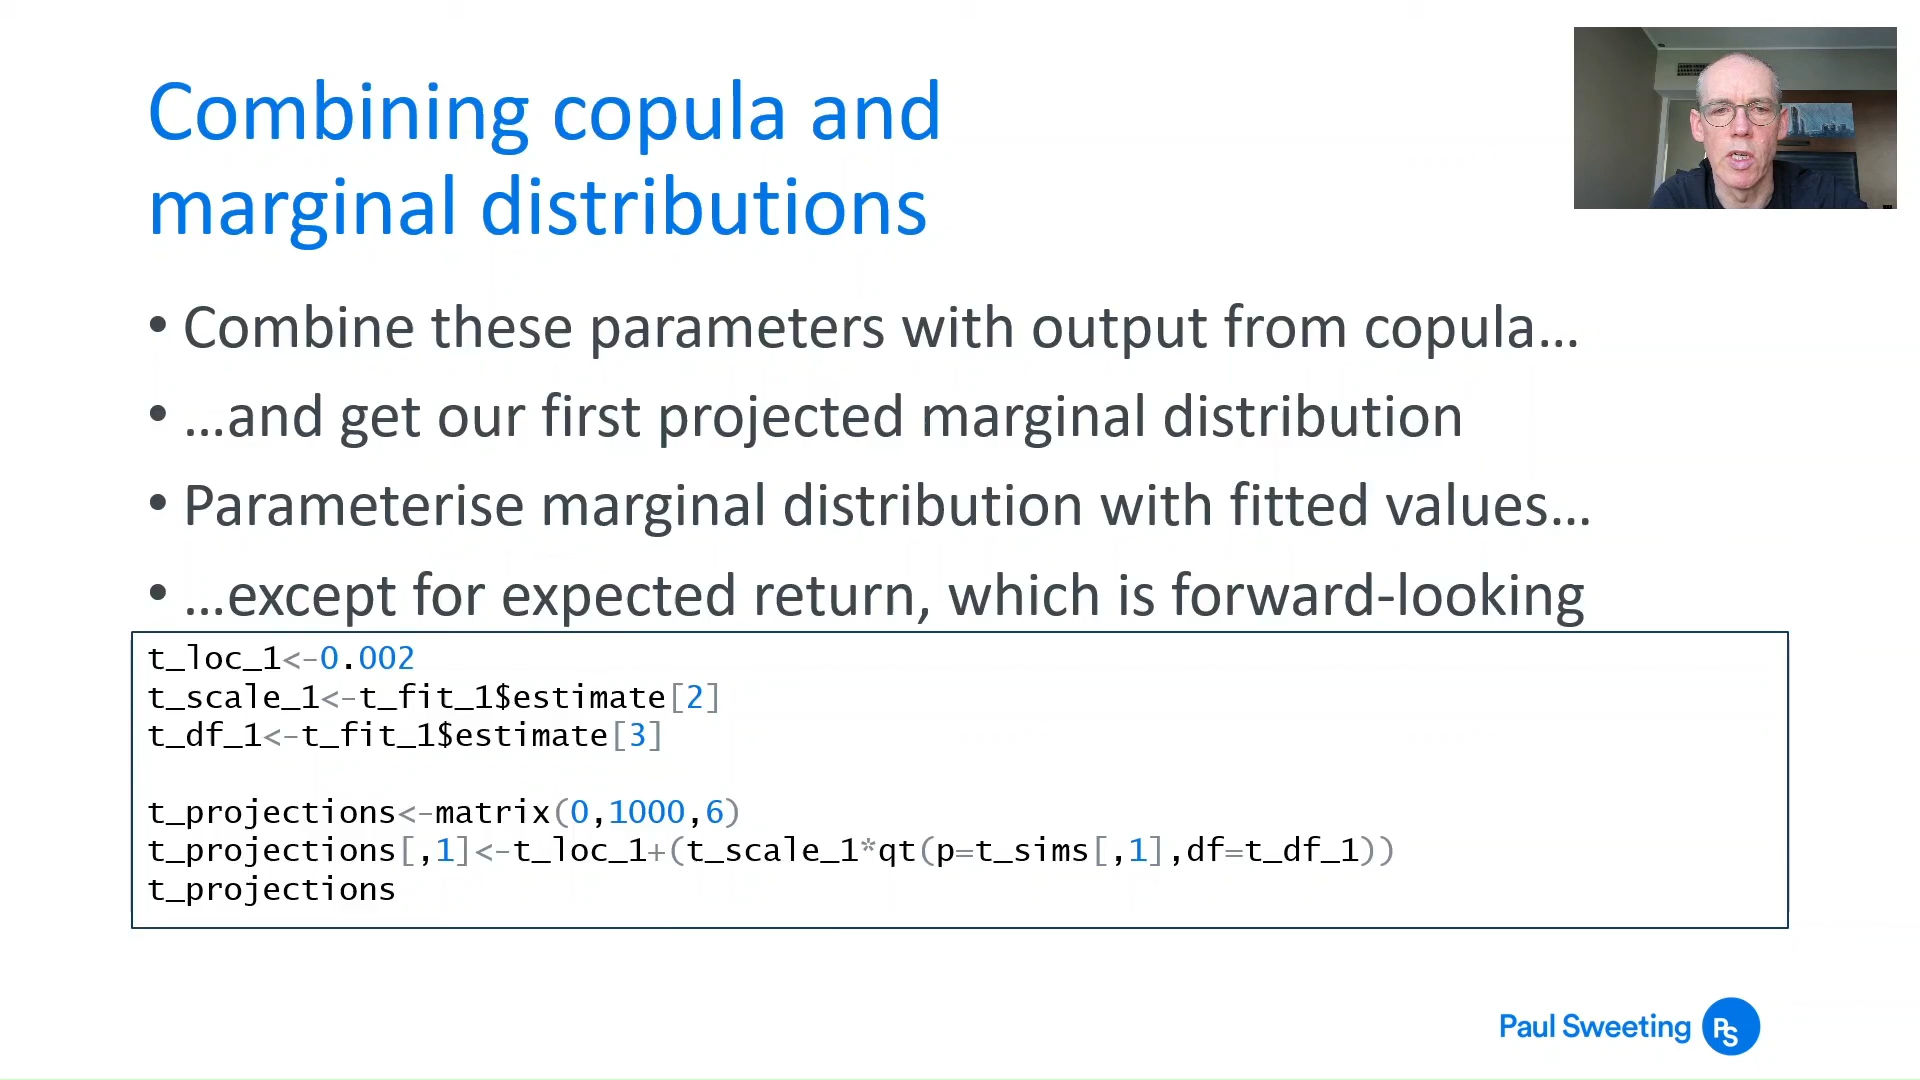 Combining copula and
marginal distributions
• Combine these parameters with output from copula…
• …and get our first projected marginal distribution
• Parameterise marginal distribution with fitted values…
• …except for expected return, which is forward-looking
t_loc_1<-0.002
t_scale_1<-t_fit_1$estimate[2]
t_df_1<-t_fit_1$estimate[3]
t_projections<-matrix(0,1000,6)
t_projections[,1]<-t_loc_1+(t_scale_1*qt(p=t_sims[,1],df=t_df_1))
t_projections
Paul Sweeting PS